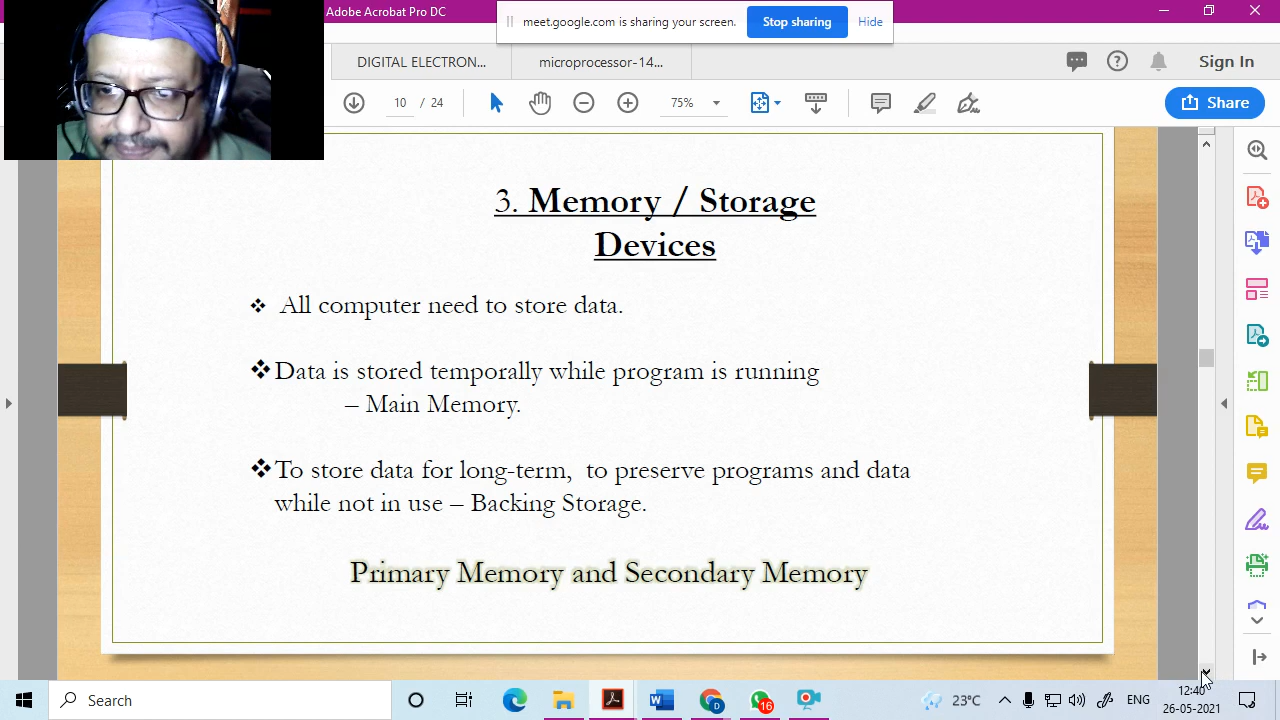 Adobe Acrobat Pro DC
meet.google.com is sharing your screen.
Stop sharing
Hide
DIGITAL ELECTRON...
microprocessor-14...
Sign In
10 / 24
75%
Share
3. Memory / Storage
Devices
❖ All computer need to store data.
❖Data is stored temporally while program is running
– Main Memory.
❖To store data for long-term, to preserve programs and data
while not in use – Backing Storage.
Primary Memory and Secondary Memory
Search
W
D
16
23°C
ENG
12:40
26-05-2021